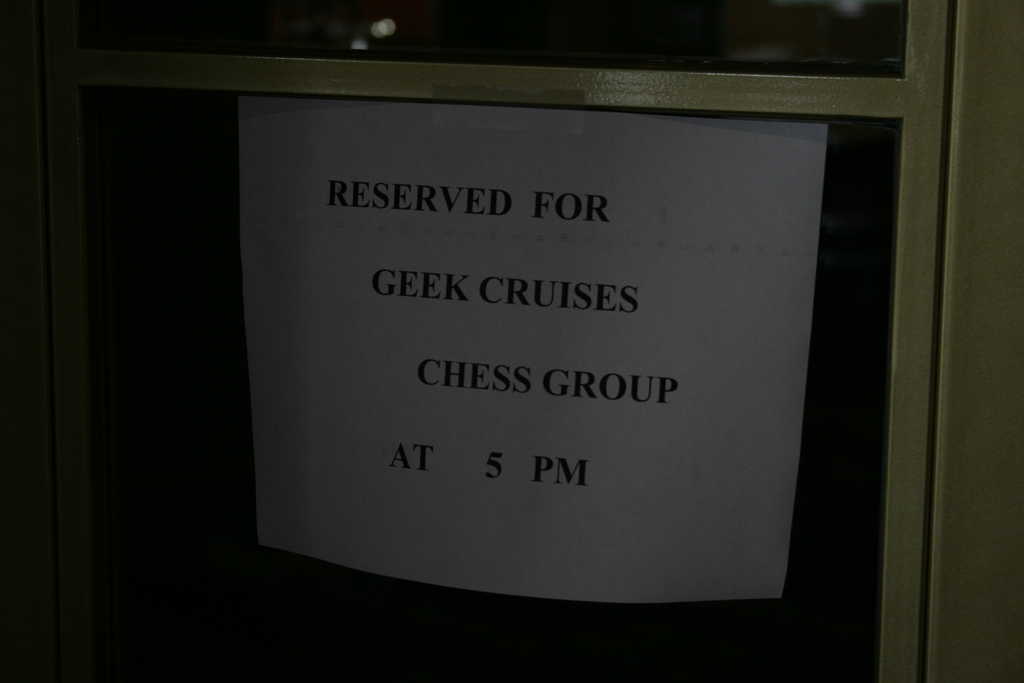 RESERVED FOR
GEEK CRUISES
CHESS GROUP
AT 5 PM